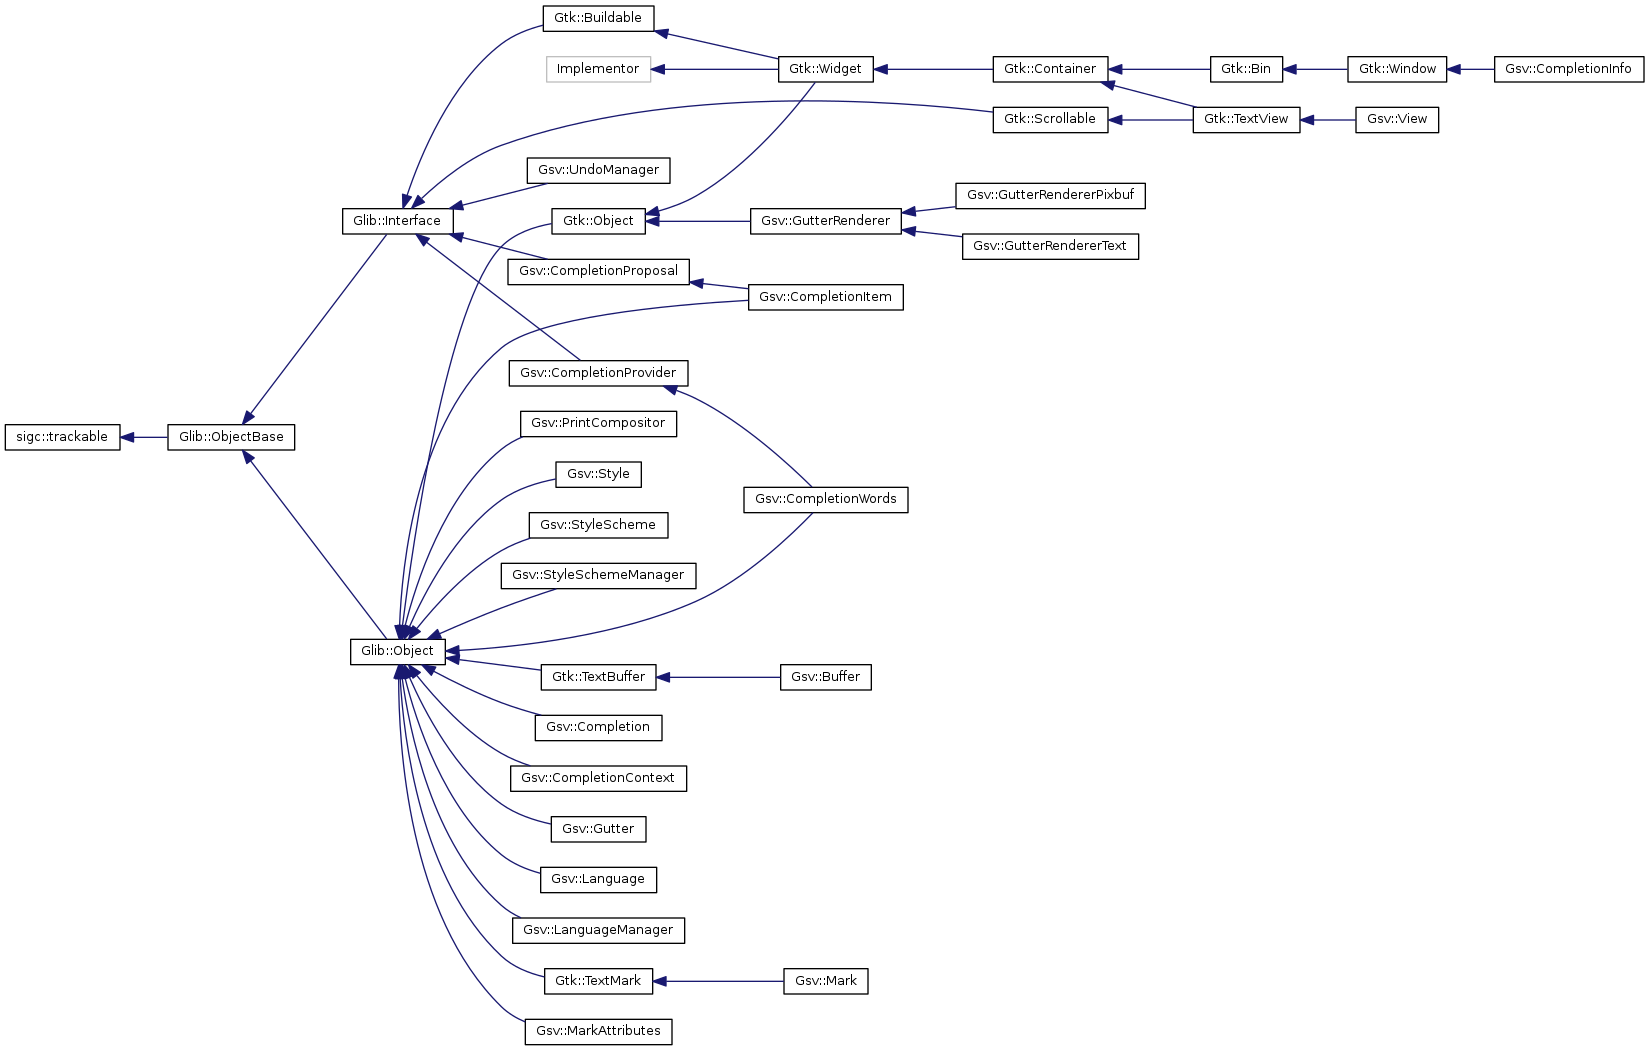 Gtk::Buildable
Implementor
Gtk::Widget
Gtk::Container
Gtk::Bin
Gtk::Window
Gsv::CompletionInfo
Gtk::Scrollable
Gtk::TextView
Gsv::View
Gsv::UndoManager
Gsv::GutterRendererPixbuf
Glib::Interface
Gtk::Object
Gsv::GutterRenderer
Gsv::GutterRendererText
Gsv::CompletionProposal
Gsv::CompletionItem
Gsv::CompletionProvider
Gsv::PrintCompositor
sigc::trackable
Glib::ObjectBase
Gsv::Style
Gsv::CompletionWords
Gsv::StyleScheme
Gsv::StyleSchemeManager
Glib::Object
Gtk::TextBuffer
Gsv::Buffer
Gsv::Completion
Gsv::CompletionContext
Gsv::Gutter
Gsv::Language
Gsv::LanguageManager
Gtk::TextMark
Gsv::Mark
Gsv::MarkAttributes